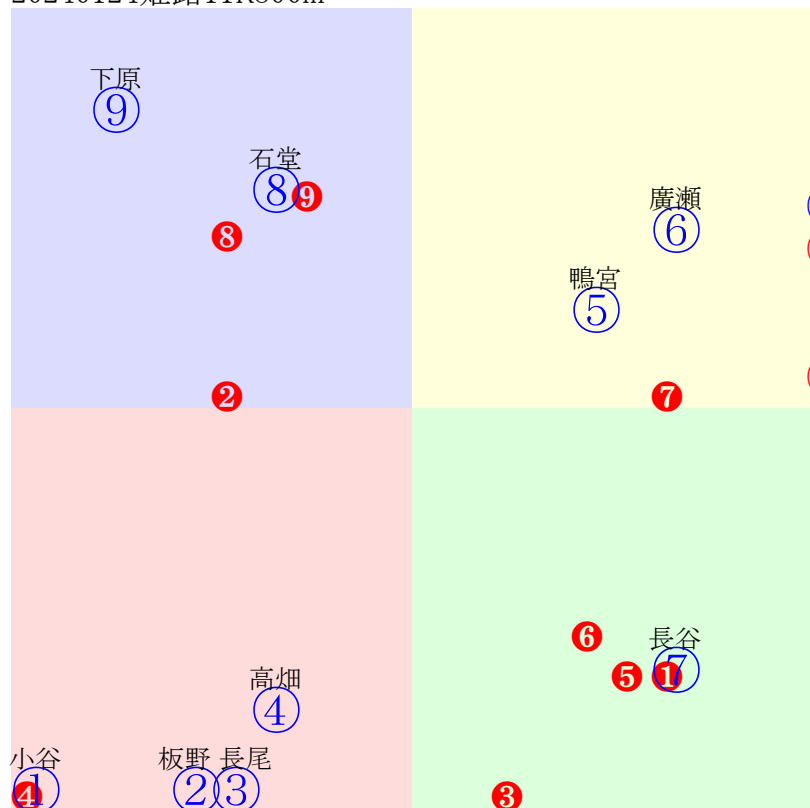 下原
⑨
石堂
⑧ ❾
❽
廣瀬
⑥
鴨宮
⑤
❷
❼
❻
長谷
❺ ❶ ⑦
高畑
④
小谷
板野 長尾
❹ ①
② ③
❸